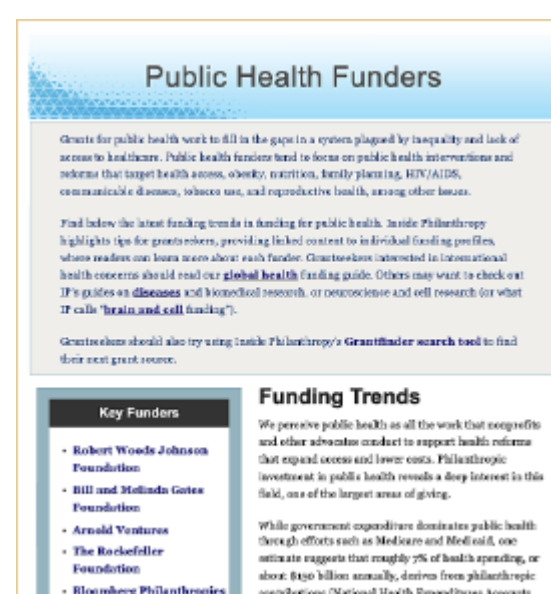 Public Health Funders
Grants for public health work to fill in the gaps in a system plagued by inequality and lack of
access to healthcare. Public health funders tend to focus on public health interventions and
reforms that target health access, obesity, nutrition, family planning, HIV/AIDS,
communicable diseases, tobacco use, and reproductive health, among other issues.
Find below the latest funding trends in funding for public health. Inside Philanthropy
highlights tips for grantseekers, providing linked content to individual funding profiles,
where readers can learn more about each funder. Grantseekers interested in international
health concerns should read our global health funding guide. Others may want to check out
IP's guides on diseases and biomedical research, or neuroscience and cell research (or what
IP calls "brain and cell funding").
Grantseekers should also try using Inside Philanthropy's Grantfinder search tool to find
their next grant source.
Key Funders
• Robert Woods Johnson
Foundation
• Bill and Melinda Gates
Foundation
• Arnold Ventures
• The Rockefeller
Foundation
• Bloomberg Philanthropies
Funding Trends
We perceive public health as all the work that nonprofits
and other advocates conduct to support health reforms
that expand access and lower costs. Philanthropic
investment in public health reveals a deep interest in this
field, one of the largest areas of giving.
While government expenditure dominates public health
through efforts such as Medicare and Medicaid, one
estimate suggests that roughly 7% of health spending, or
about $190 billion annually, derives from philanthropic
contributions (National Health Expenditures Accounts